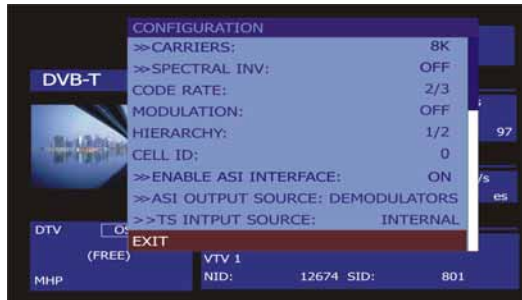 CONFIGURATION
≫CARRIERS: 8K
≫SPECTRAL INV: OFF
CODE RATE: 2/3
MODULATION: OFF
HIERARCHY: 1/2
CELL ID: 0
≫ENABLE ASI INTERFACE: ON
≫ASI OUTPUT SOURCE: DEMODULATORS
>>TS INTPUT SOURCE: INTERNAL
EXIT
DVB-T
97
/s
es
DTV
(FREE)
MHP
VTV 1
NID: 12674 SID: 801